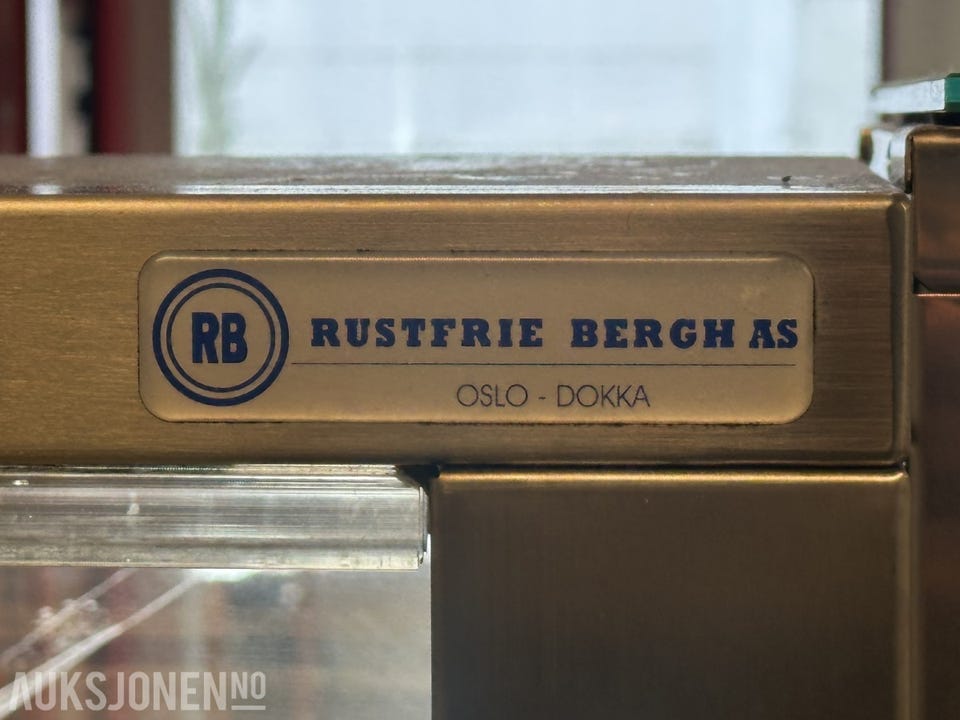 RB
RUSTFRIE BERGH AS
OSLO - DOKKA
AUKSJONEN NO